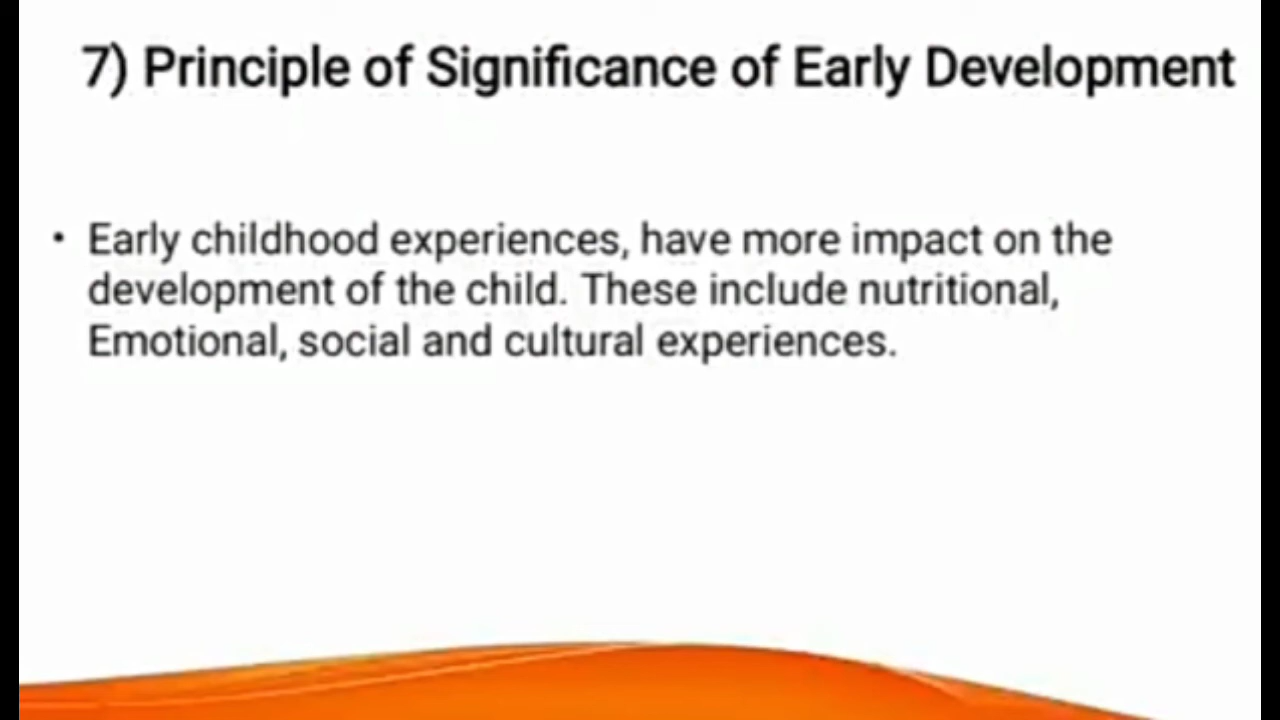 7) Principle of Significance of Early Development
• Early childhood experiences, have more impact on the
development of the child. These include nutritional,
Emotional, social and cultural experiences.